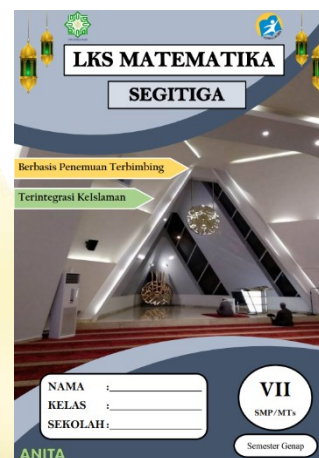 LKS MATEMATIKA
SEGITIGA
Berbasis Penemuan Terbimbing
Terintegrasi KeIslaman
NAMA :
KELAS :
SEKOLAH :
VII
SMP/MTs
Semester Genap
ANITA